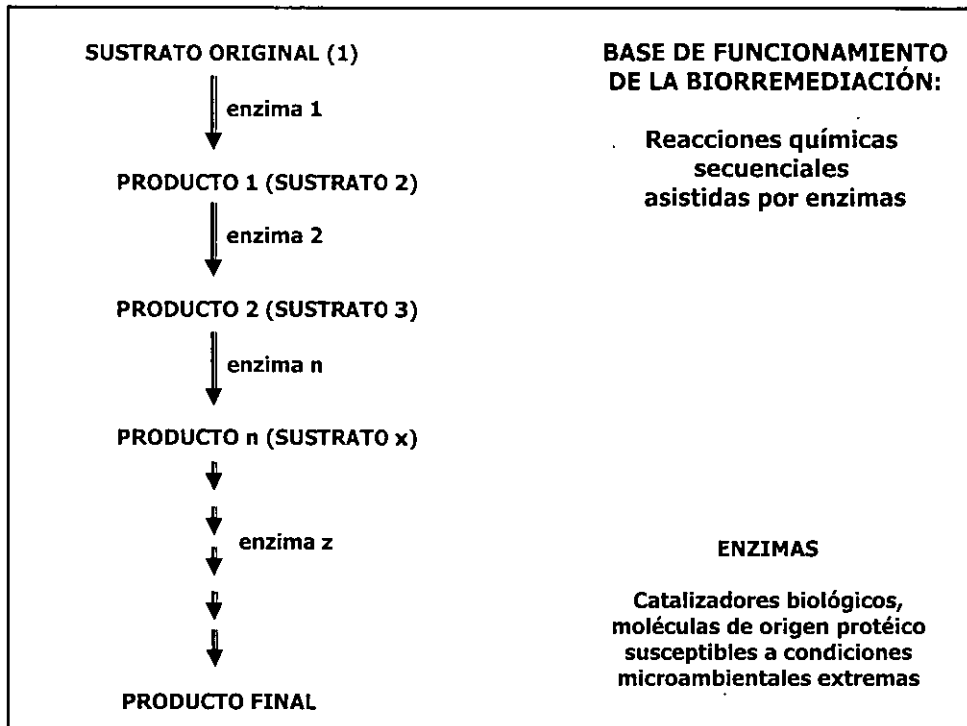 SUSTRATO ORIGINAL (1)
enzima 1
PRODUCTO 1 (SUSTRATO 2)
enzima 2
PRODUCTO 2 (SUSTRATO 3)
enzima n
PRODUCTO n (SUSTRATO x)
enzima z
PRODUCTO FINAL
BASE DE FUNCIONAMIENTO
DE LA BIORREMEDIACIÓN:
Reacciones químicas
secuenciales
asistidas por enzimas
ENZIMAS
Catalizadores biológicos,
moléculas de origen protéico
susceptibles a condiciones
microambientales extremas